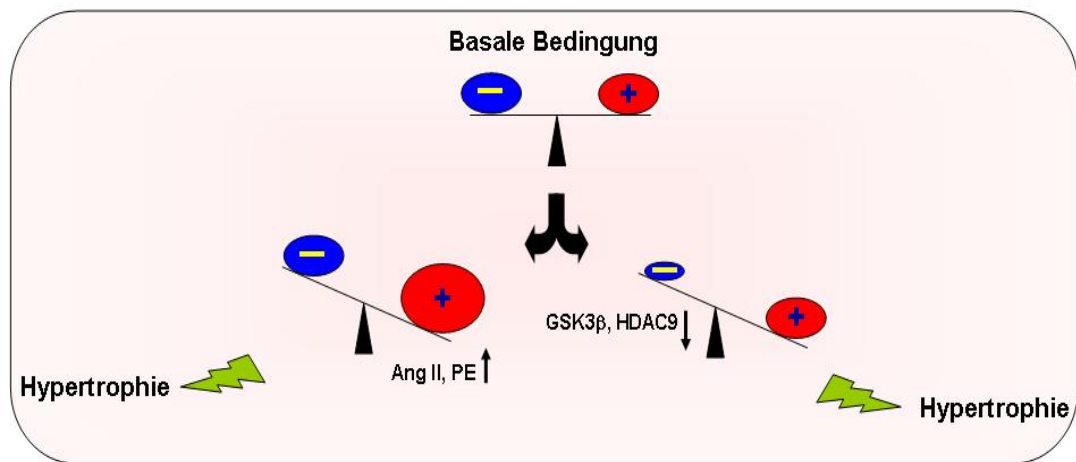 Basale Bedingung
−
+
−
+
−
+
GSK3β, HDAC9 ↓
Ang II, PE ↑
Hypertrophie
Hypertrophie